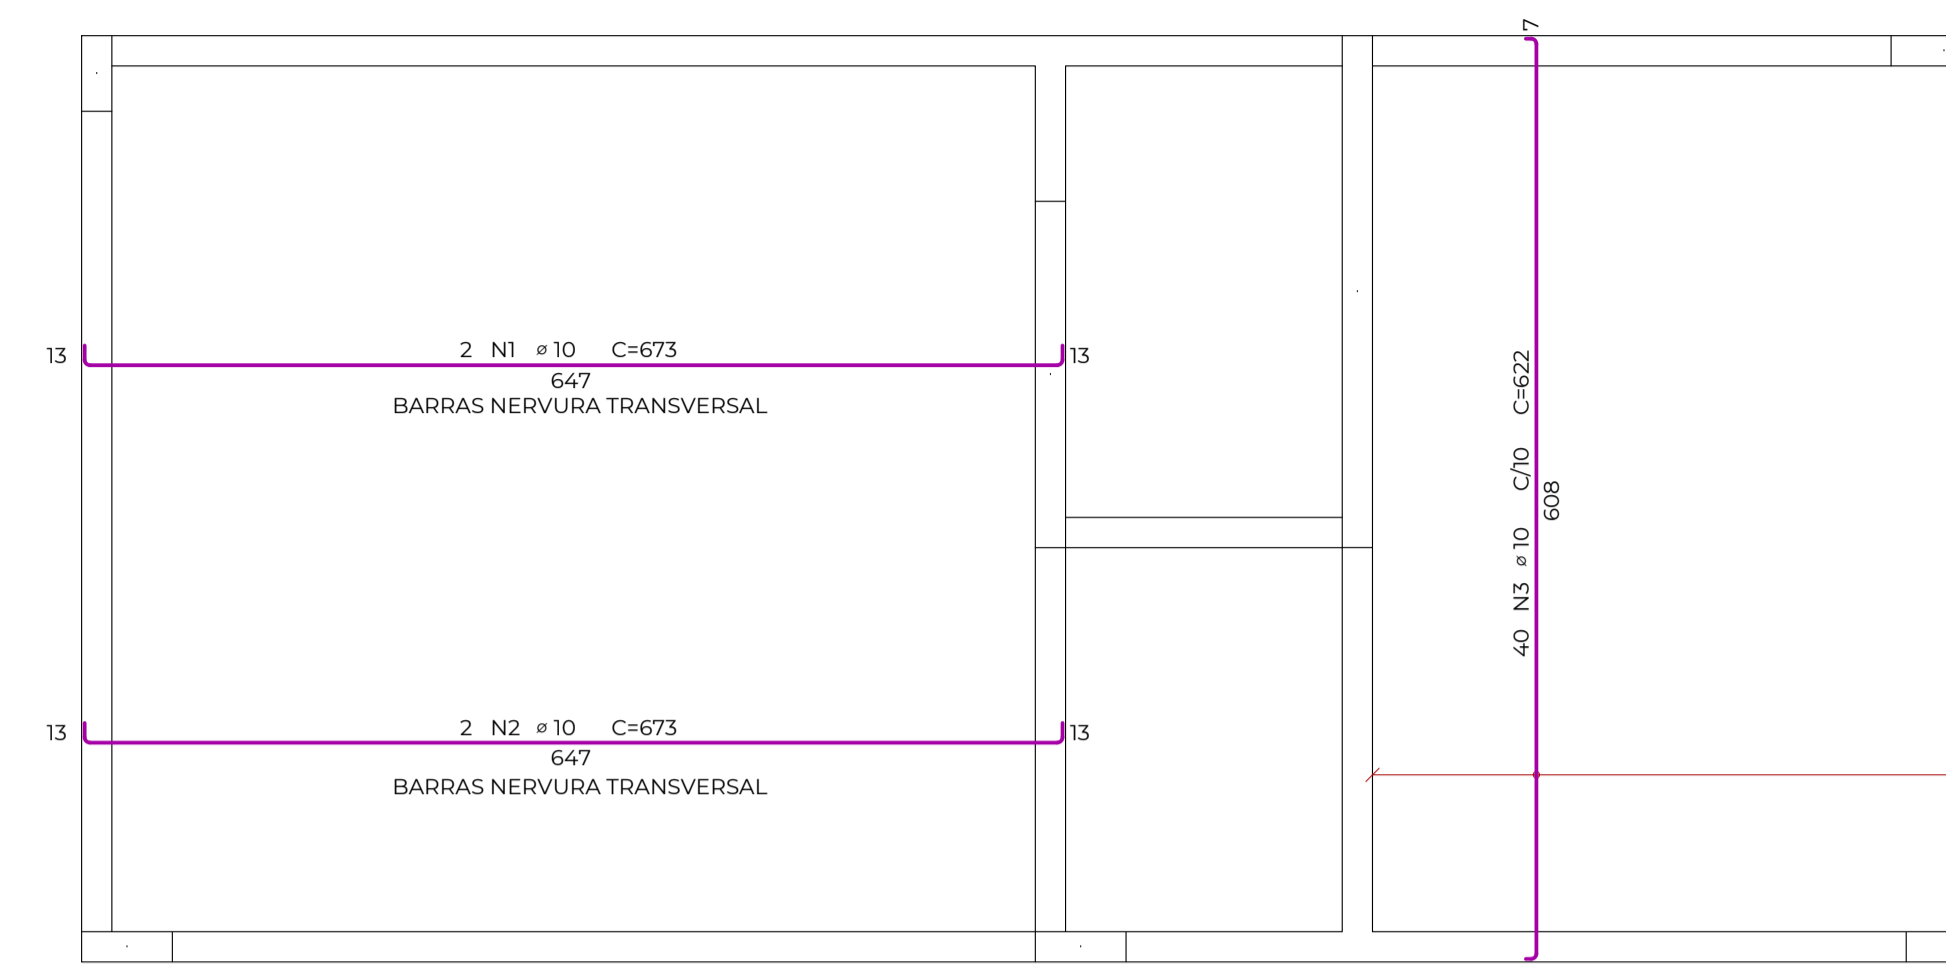 7
13 2 N1 ø 10 C=673 13
647
BARRAS NERVURA TRANSVERSAL
40 N3 ø 10 C/10 C=622
608
13 2 N2 ø 10 C=673 13
647
BARRAS NERVURA TRANSVERSAL